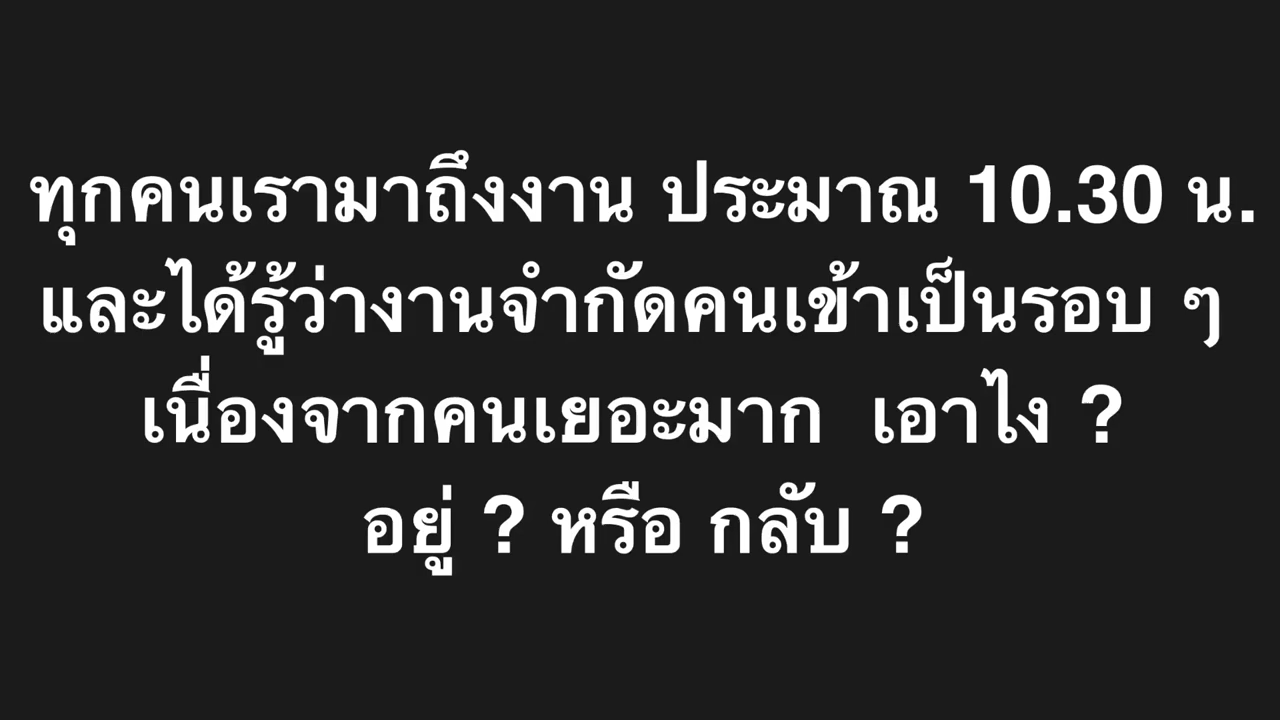 ทุกคนเรามาถึงงาน ประมาณ 10.30 น.
และได้รู้ว่างานจำกัดคนเข้าเป็นรอบ ๆ
เนื่องจากคนเยอะมาก เอาไง ?
อยู่ ? หรือ กลับ ?